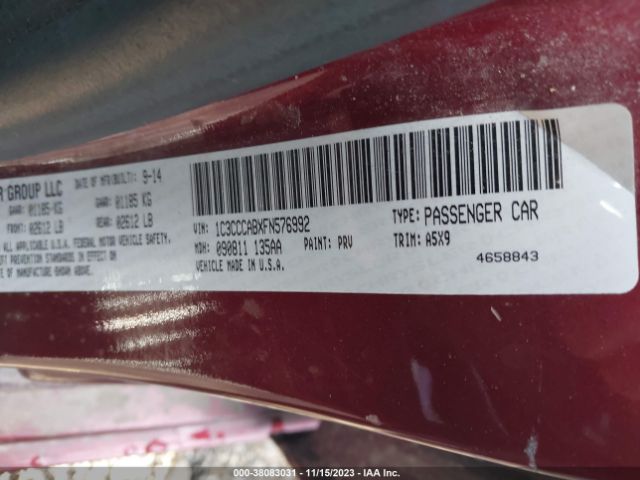 R GROUP LLC
DATE OF MFR(BUILT): 9-14
GAWR: 01185 KG
GAWR: 01185 KG
FRONT: 02612 LB
REAR: 02612 LB
ALL APPLICABLE U.S.A. FEDERAL MOTOR VEHICLE SAFETY,
FT PREVENTION STANDARDS IN EFFECT ON
TE OF MANUFACTURE SHOWN ABOVE.
VIN: 1C3CCCABXFN576992
TYPE: PASSENGER CAR
MDH: 090811 135AA
PAINT: PRV
TRIM: A5X9
VEHICLE MADE IN U.S.A.
4658843
000-38083031 — 11/15/2023 — IAA Inc.